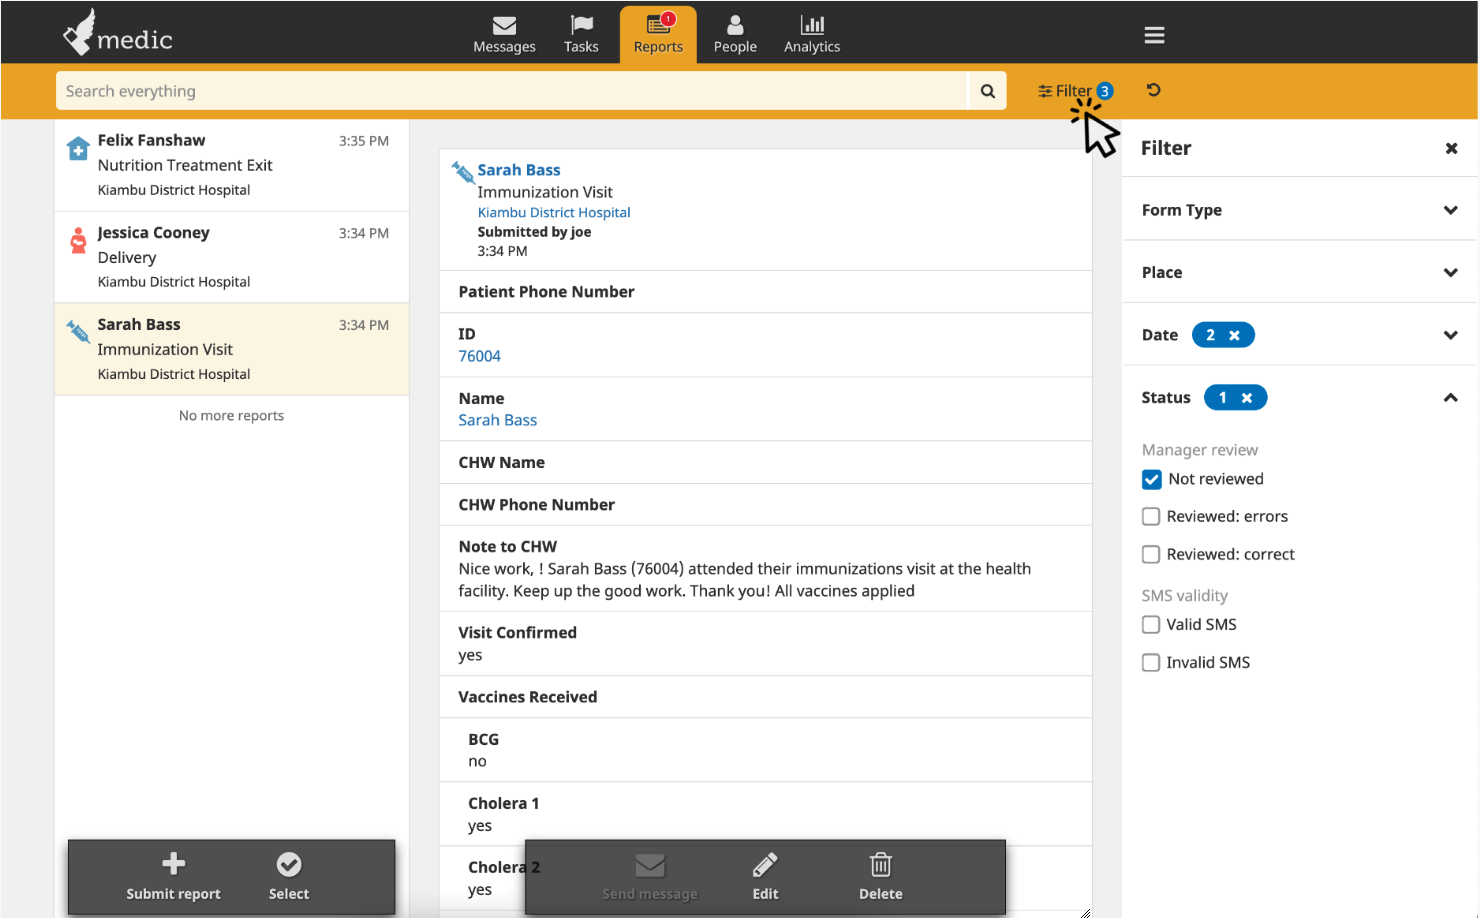 medic
Messages
Tasks
1
Reports
People
Analytics
Search everything
Filter 3
Felix Fanshaw 3:35 PM
Nutrition Treatment Exit
Kiambu District Hospital
Jessica Cooney 3:34 PM
Delivery
Kiambu District Hospital
Sarah Bass 3:34 PM
Immunization Visit
Kiambu District Hospital
No more reports
Submit report
Select
Sarah Bass
Immunization Visit
Kiambu District Hospital
Submitted by joe
3:34 PM
Patient Phone Number
ID
76004
Name
Sarah Bass
CHW Name
CHW Phone Number
Note to CHW
Nice work, ! Sarah Bass (76004) attended their immunizations visit at the health
facility. Keep up the good work. Thank you! All vaccines applied
Visit Confirmed
yes
Vaccines Received
BCG
no
Cholera 1
yes
Cholera 2
yes
Send message
Edit
Delete
Filter
Form Type
Place
Date 2
Status 1
Manager review
Not reviewed
Reviewed: errors
Reviewed: correct
SMS validity
Valid SMS
Invalid SMS